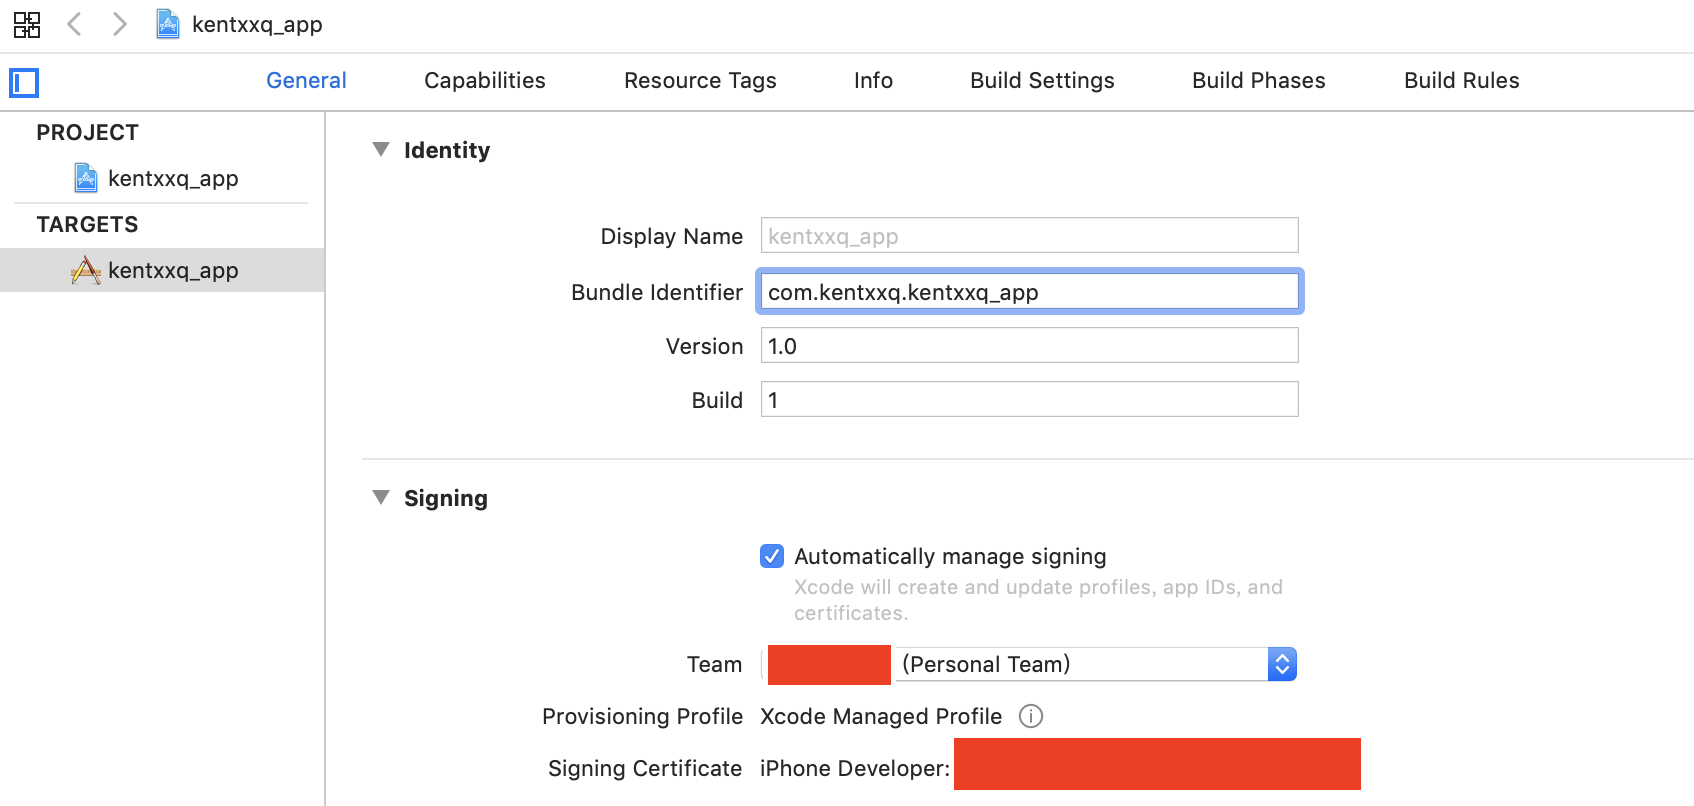 kentxxq_app
General Capabilities Resource Tags Info Build Settings Build Phases Build Rules
PROJECT
kentxxq_app
TARGETS
kentxxq_app
Identity
Display Name kentxxq_app
Bundle Identifier com.kentxxq.kentxxq_app
Version 1.0
Build 1
Signing
Automatically manage signing
Xcode will create and update profiles, app IDs, and
certificates.
Team (Personal Team)
Provisioning Profile Xcode Managed Profile
Signing Certificate iPhone Developer: